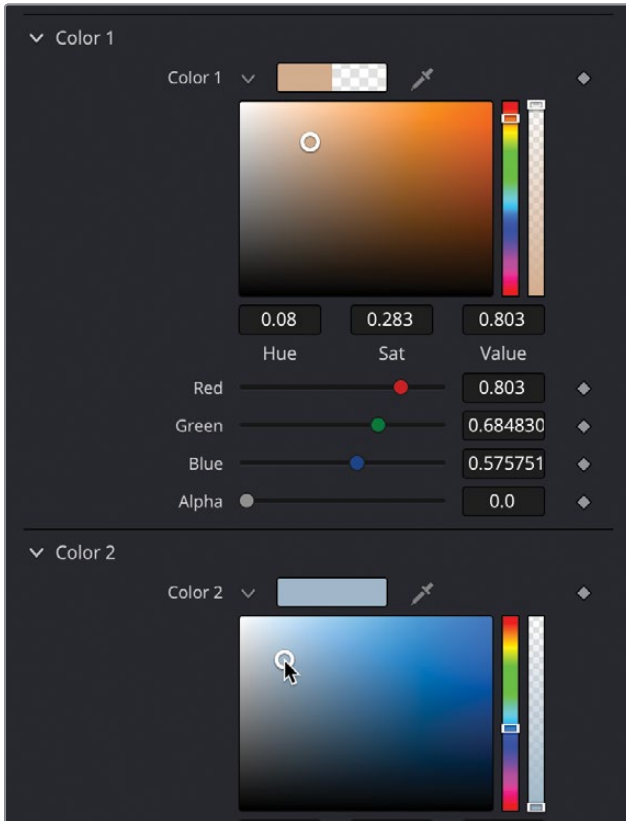 Color 1
Color 1
0.08 0.283 0.803
Hue Sat Value
Red 0.803
Green 0.684830
Blue 0.575751
Alpha 0.0
Color 2
Color 2